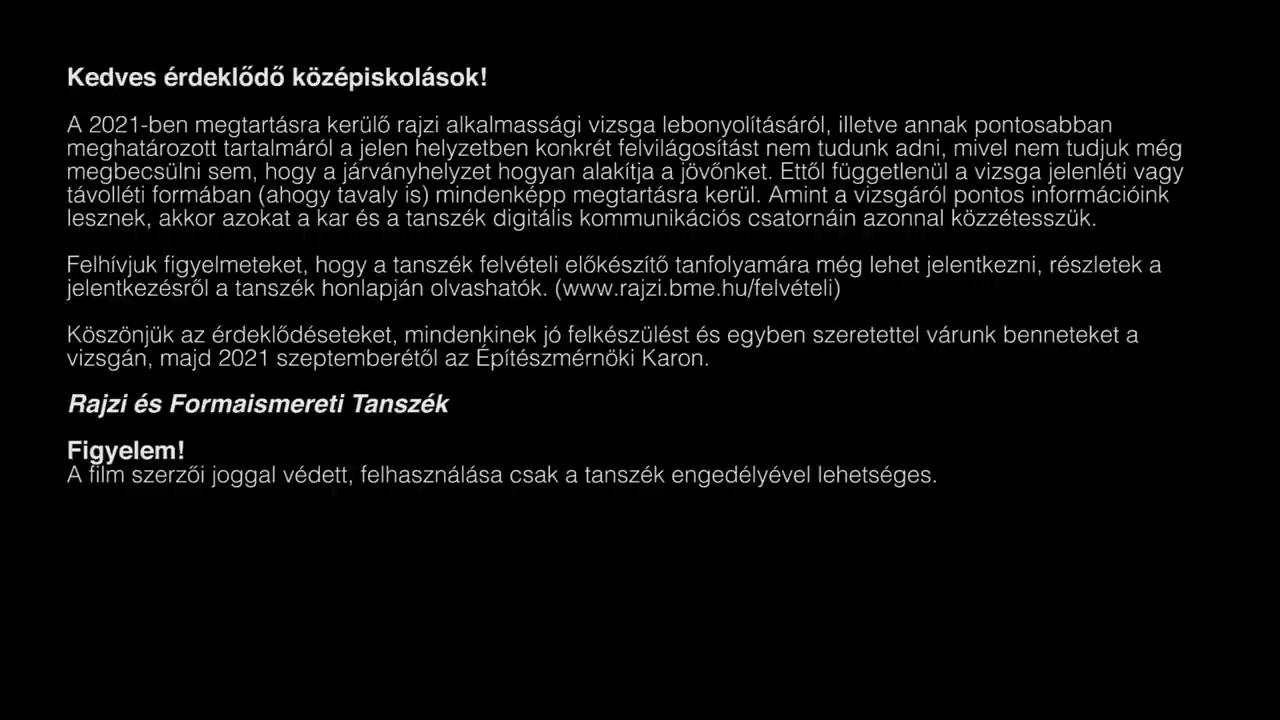 Kedves érdeklődő középiskolások!
A 2021-ben megtartásra kerülő rajzi alkalmassági vizsga lebonyolításáról, illetve annak pontosabban
meghatározott tartalmáról a jelen helyzetben konkrét felvilágosítást nem tudunk adni, mivel nem tudjuk még
megbecsülni sem, hogy a járványhelyzet hogyan alakítja a jövőnket. Ettől függetlenül a vizsga jelenléti vagy
távolléti formában (ahogy tavaly is) mindenképp megtartásra kerül. Amint a vizsgáról pontos információink
lesznek, akkor azokat a kar és a tanszék digitális kommunikációs csatornáin azonnal közzétesszük.
Felhívjuk figyelmeteket, hogy a tanszék felvételi előkészítő tanfolyamára még lehet jelentkezni, részletek a
jelentkezésről a tanszék honlapján olvashatók. (www.rajzi.bme.hu/felvételi)
Köszönjük az érdeklődéseteket, mindenkinek jó felkészülést és egyben szeretettel várunk benneteket a
vizsgán, majd 2021 szeptemberétől az Építészmérnöki Karon.
Rajzi és Formaismereti Tanszék
Figyelem!
A film szerzői joggal védett, felhasználása csak a tanszék engedélyével lehetséges.